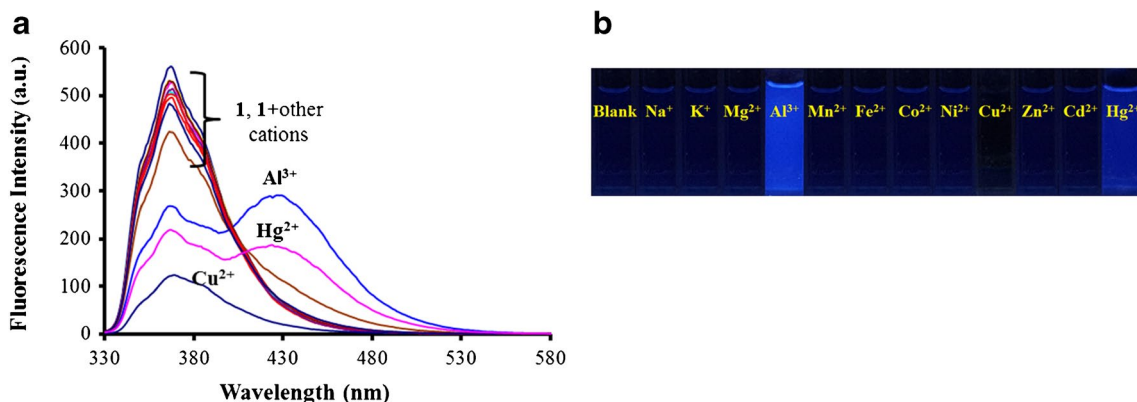 a
Fluorescence Intensity (a.u.)
600
500
400
300
200
100
0
1, 1+other
cations
Al³⁺
Hg²⁺
Cu²⁺
330 380 430 480 530 580
Wavelength (nm)
b
Blank Na⁺ K⁺ Mg²⁺ Al³⁺ Mn²⁺ Fe²⁺ Co²⁺ Ni²⁺ Cu²⁺ Zn²⁺ Cd²⁺ Hg²⁺